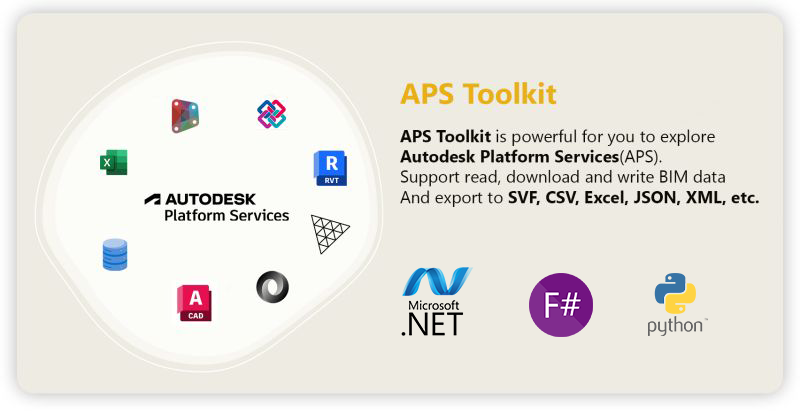 APS Toolkit
APS Toolkit is powerful for you to explore
Autodesk Platform Services(APS).
Support read, download and write BIM data
And export to SVF, CSV, Excel, JSON, XML, etc.
X
R
RVT
AUTODESK
Platform Services
A
CAD
Microsoft
.NET
F#
python™